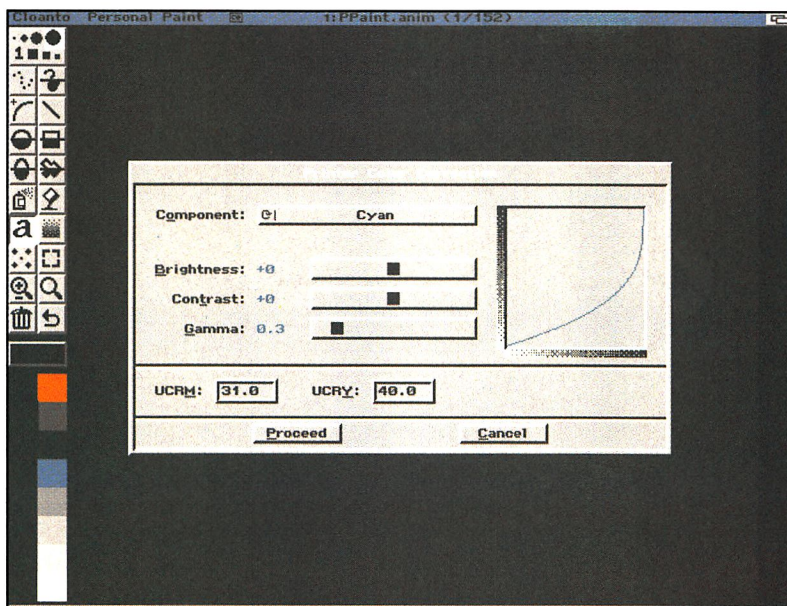 Cloanto Personal Paint 1:PPaint.anim (1/152)
1
a
Component: Cyan
Brightness: +0
Contrast: +0
Gamma: 0.3
UCRM: 31.0 UCRY: 40.0
Proceed Cancel